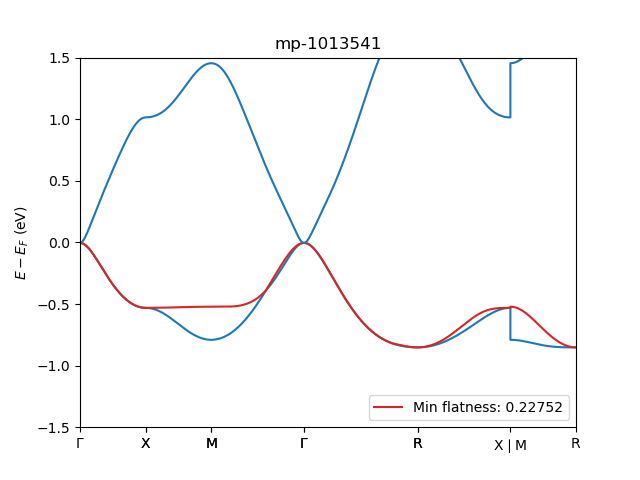 mp-1013541
E − E_F (eV)
1.5
1.0
0.5
0.0
−0.5
−1.0
−1.5
Min flatness: 0.22752
Γ X M Γ R X | M R